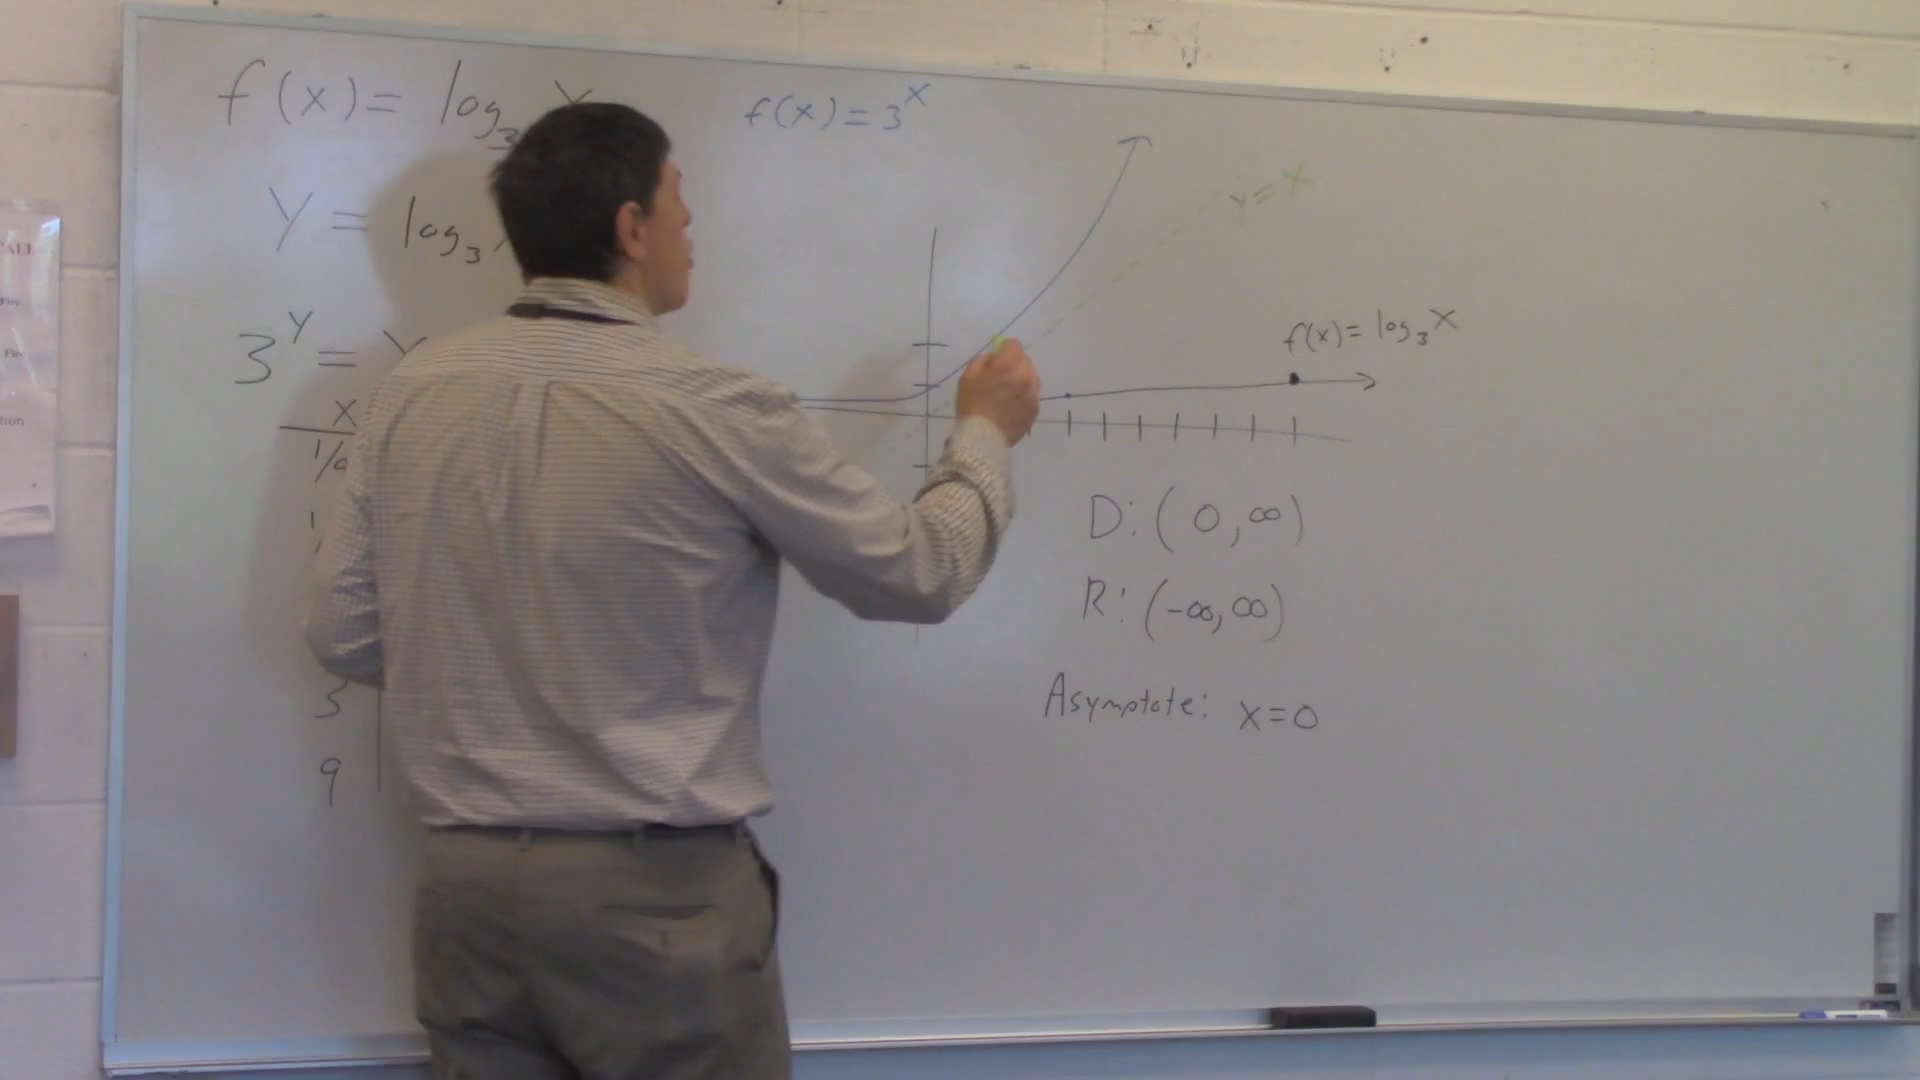 f(x) = log₃ x
y = log₃
3^y =
x
3
9
f(x) = 3^x
y = x
f(x) = log₃ x
D: (0, ∞)
R: (-∞, ∞)
Asymptote: x = 0